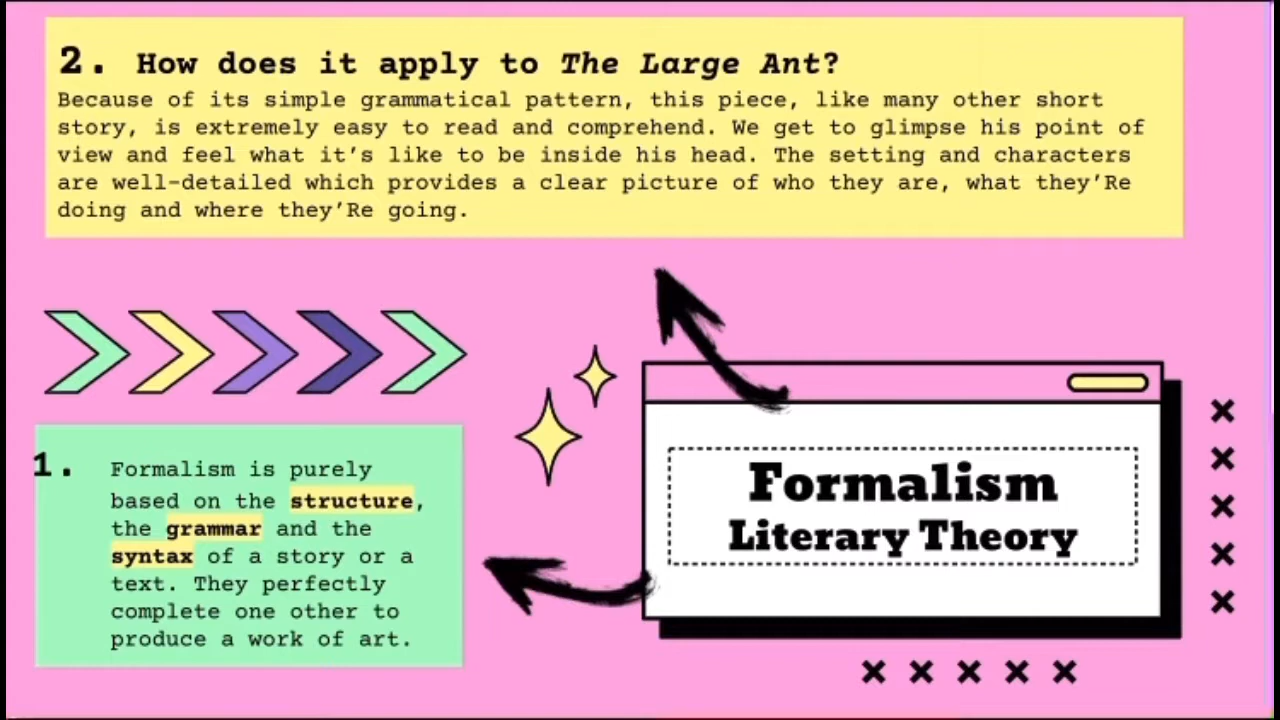 2. How does it apply to The Large Ant?
Because of its simple grammatical pattern, this piece, like many other short
story, is extremely easy to read and comprehend. We get to glimpse his point of
view and feel what it’s like to be inside his head. The setting and characters
are well-detailed which provides a clear picture of who they are, what they’Re
doing and where they’Re going.
1. Formalism is purely
based on the structure,
the grammar and the
syntax of a story or a
text. They perfectly
complete one other to
produce a work of art.
Formalism
Literary Theory